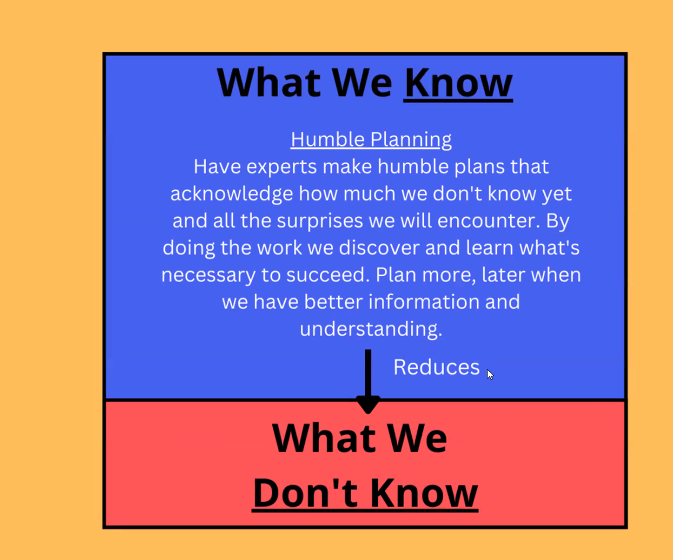 What We Know
Humble Planning
Have experts make humble plans that
acknowledge how much we don't know yet
and all the surprises we will encounter. By
doing the work we discover and learn what's
necessary to succeed. Plan more, later when
we have better information and
understanding.
Reduces
What We
Don't Know